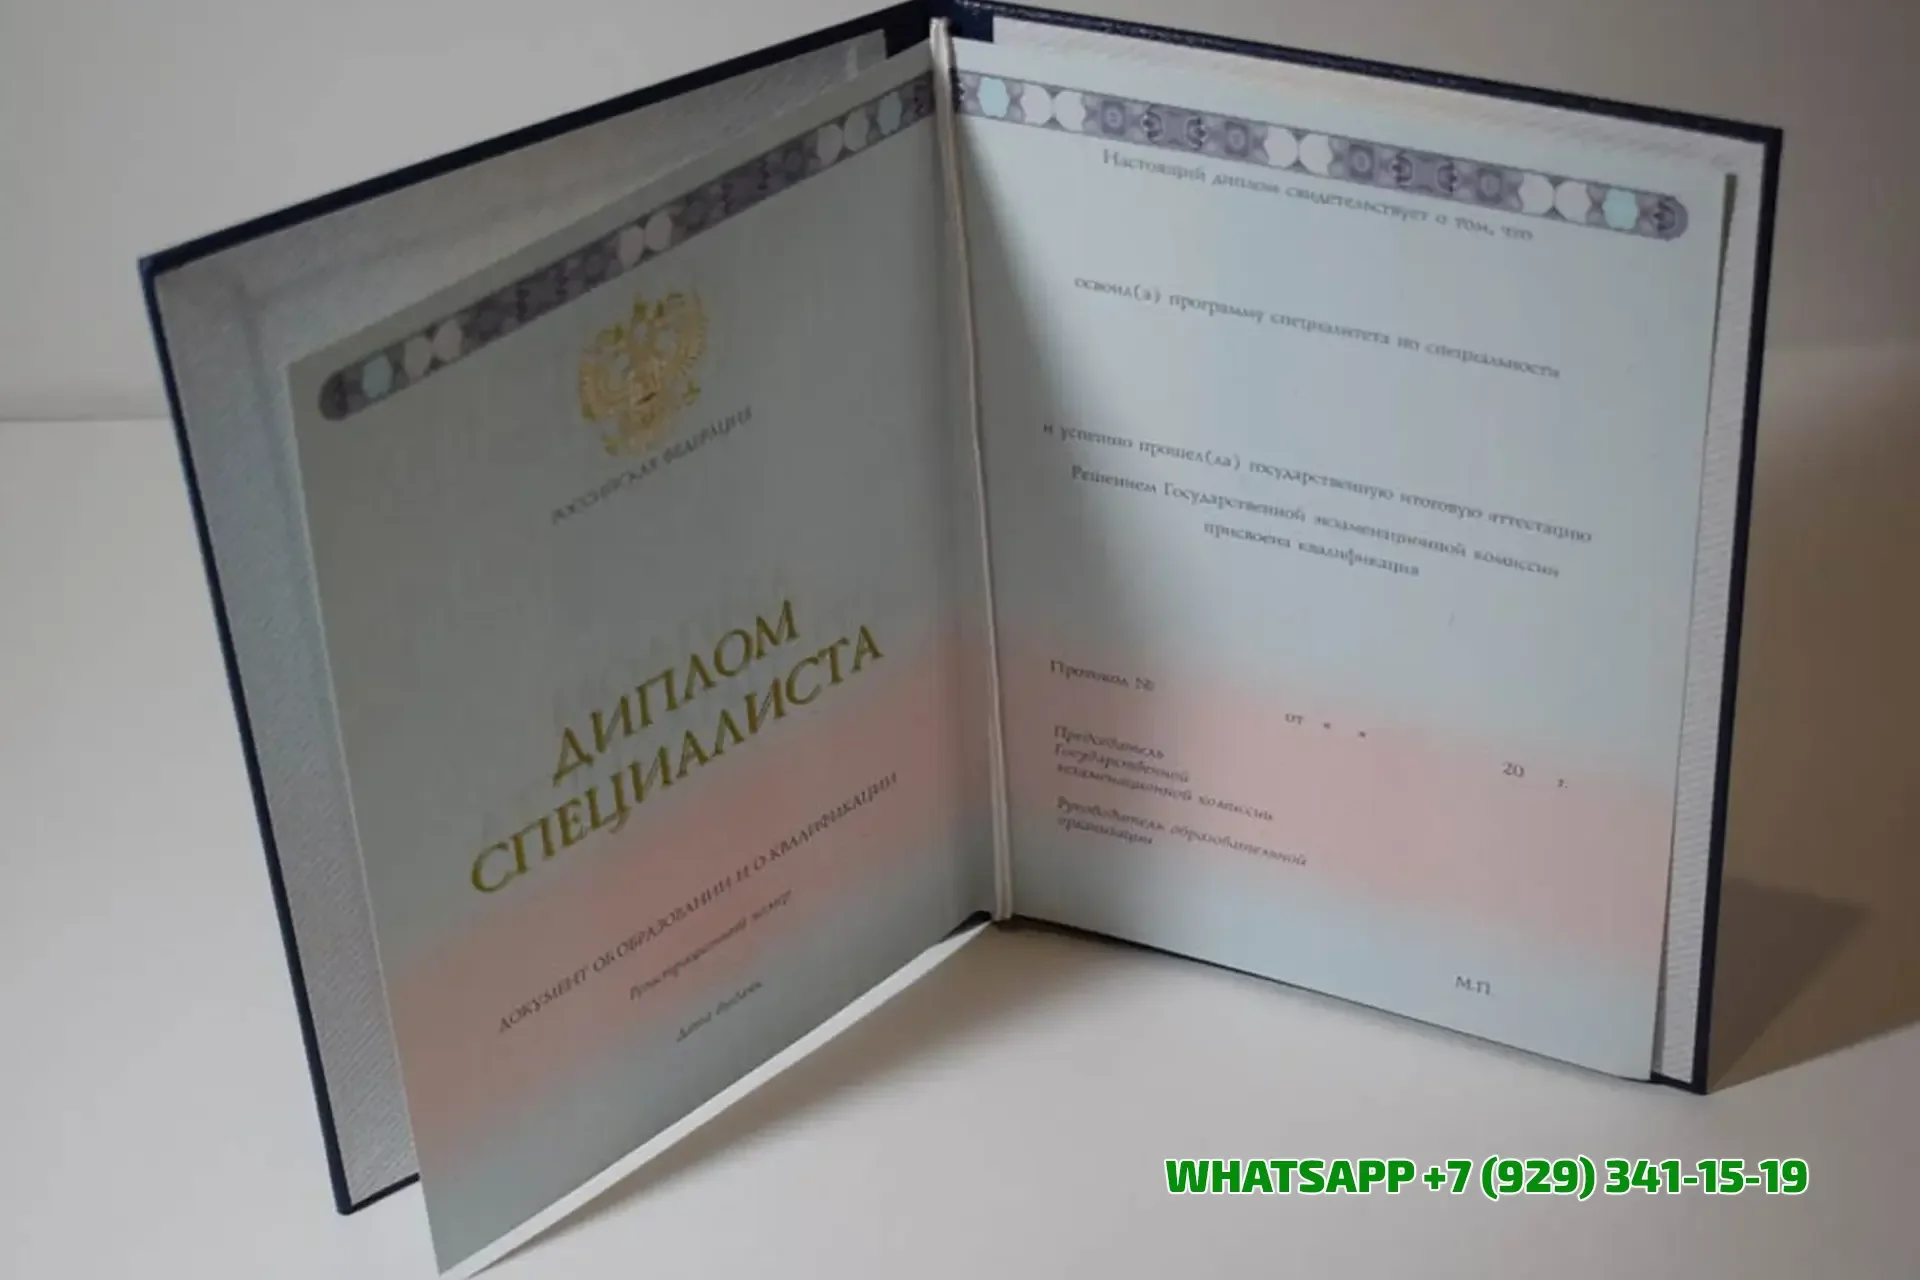 РОССИЙСКАЯ ФЕДЕРАЦИЯ
ДИПЛОМ
СПЕЦИАЛИСТА
ДОКУМЕНТ ОБ ОБРАЗОВАНИИ И О КВАЛИФИКАЦИИ
Регистрационный номер
Дата выдачи
Настоящий диплом свидетельствует о том, что
освоил(а) программу специалитета по специальности
и успешно прошел(ла) государственную итоговую аттестацию
Решением Государственной экзаменационной комиссии
присвоена квалификация
Протокол №
от « »
20 г.
Председатель
Государственной
экзаменационной комиссии
Руководитель образовательной
организации
М.П.
WHATSAPP +7 (929) 341-15-19